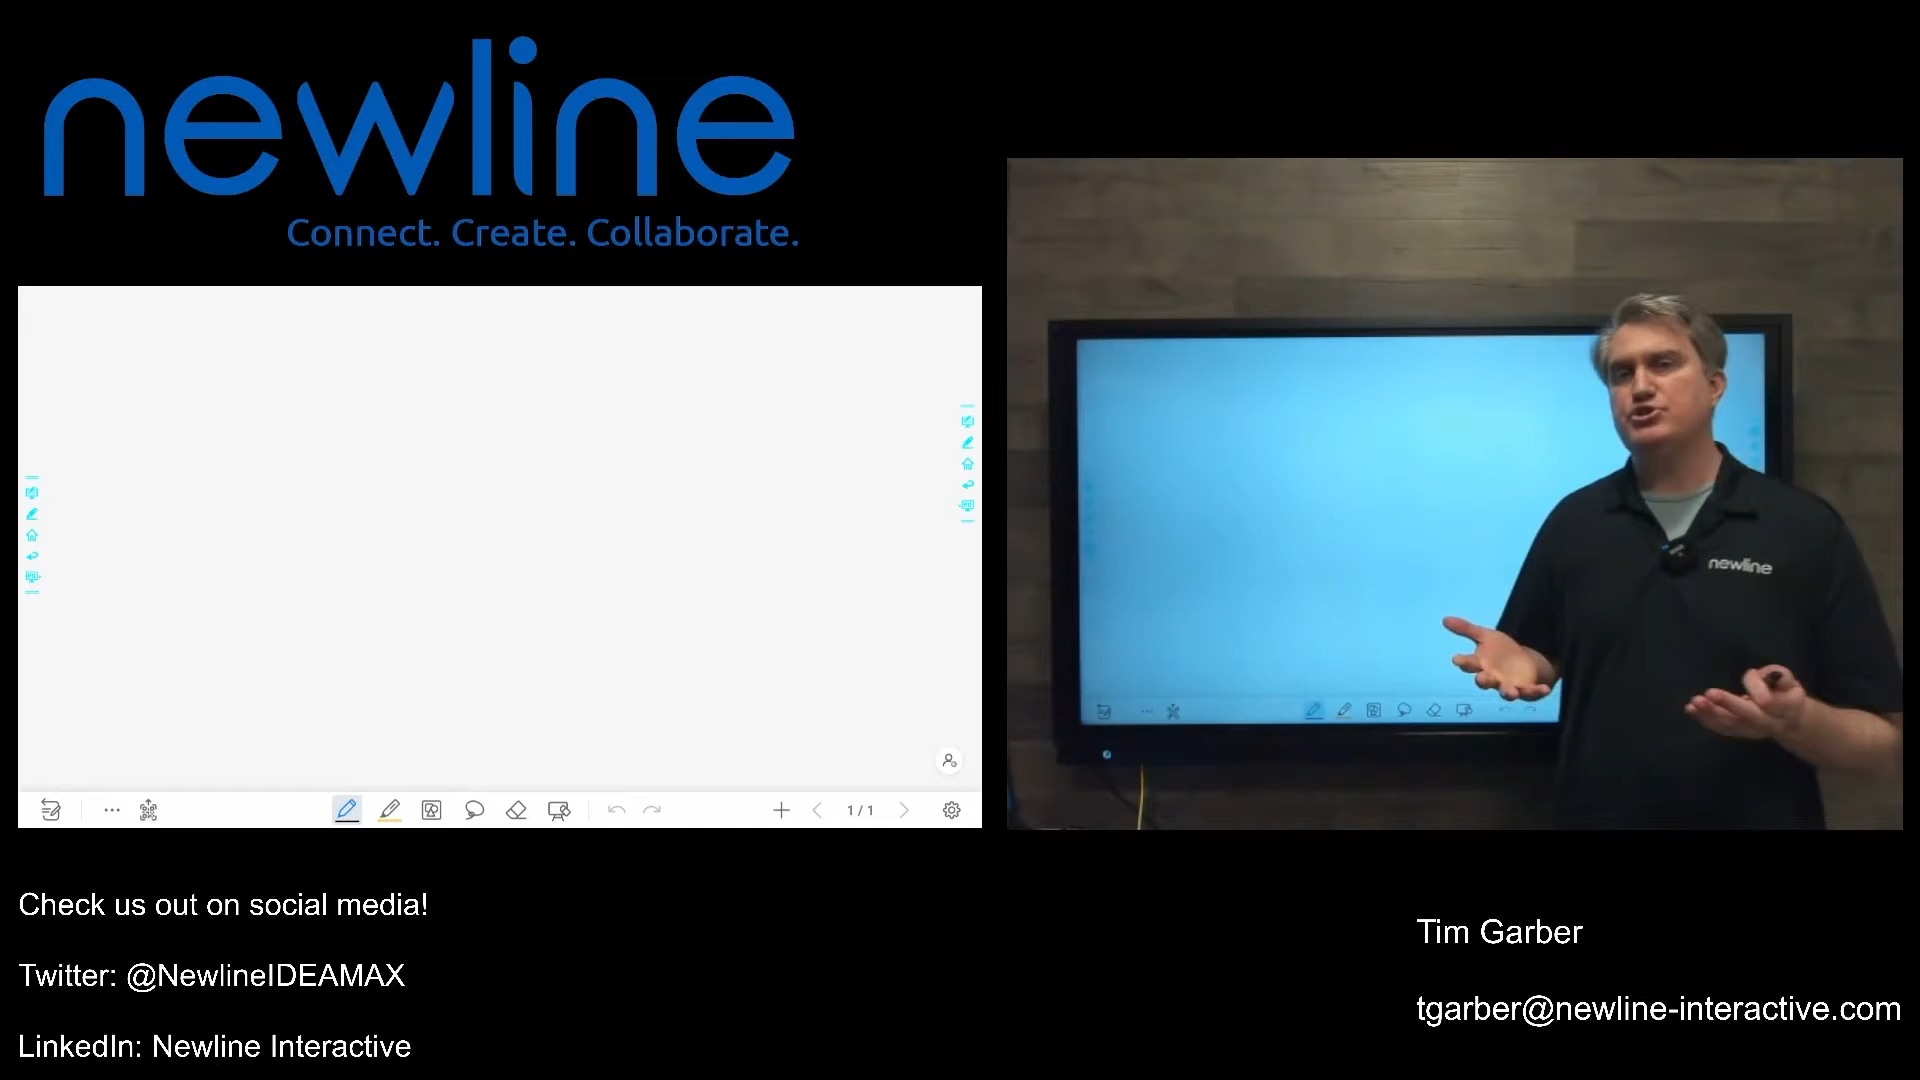 newline
Connect. Create. Collaborate.
newline
1/1
Check us out on social media!
Twitter: @NewlineIDEAMAX
LinkedIn: Newline Interactive
Tim Garber
tgarber@newline-interactive.com